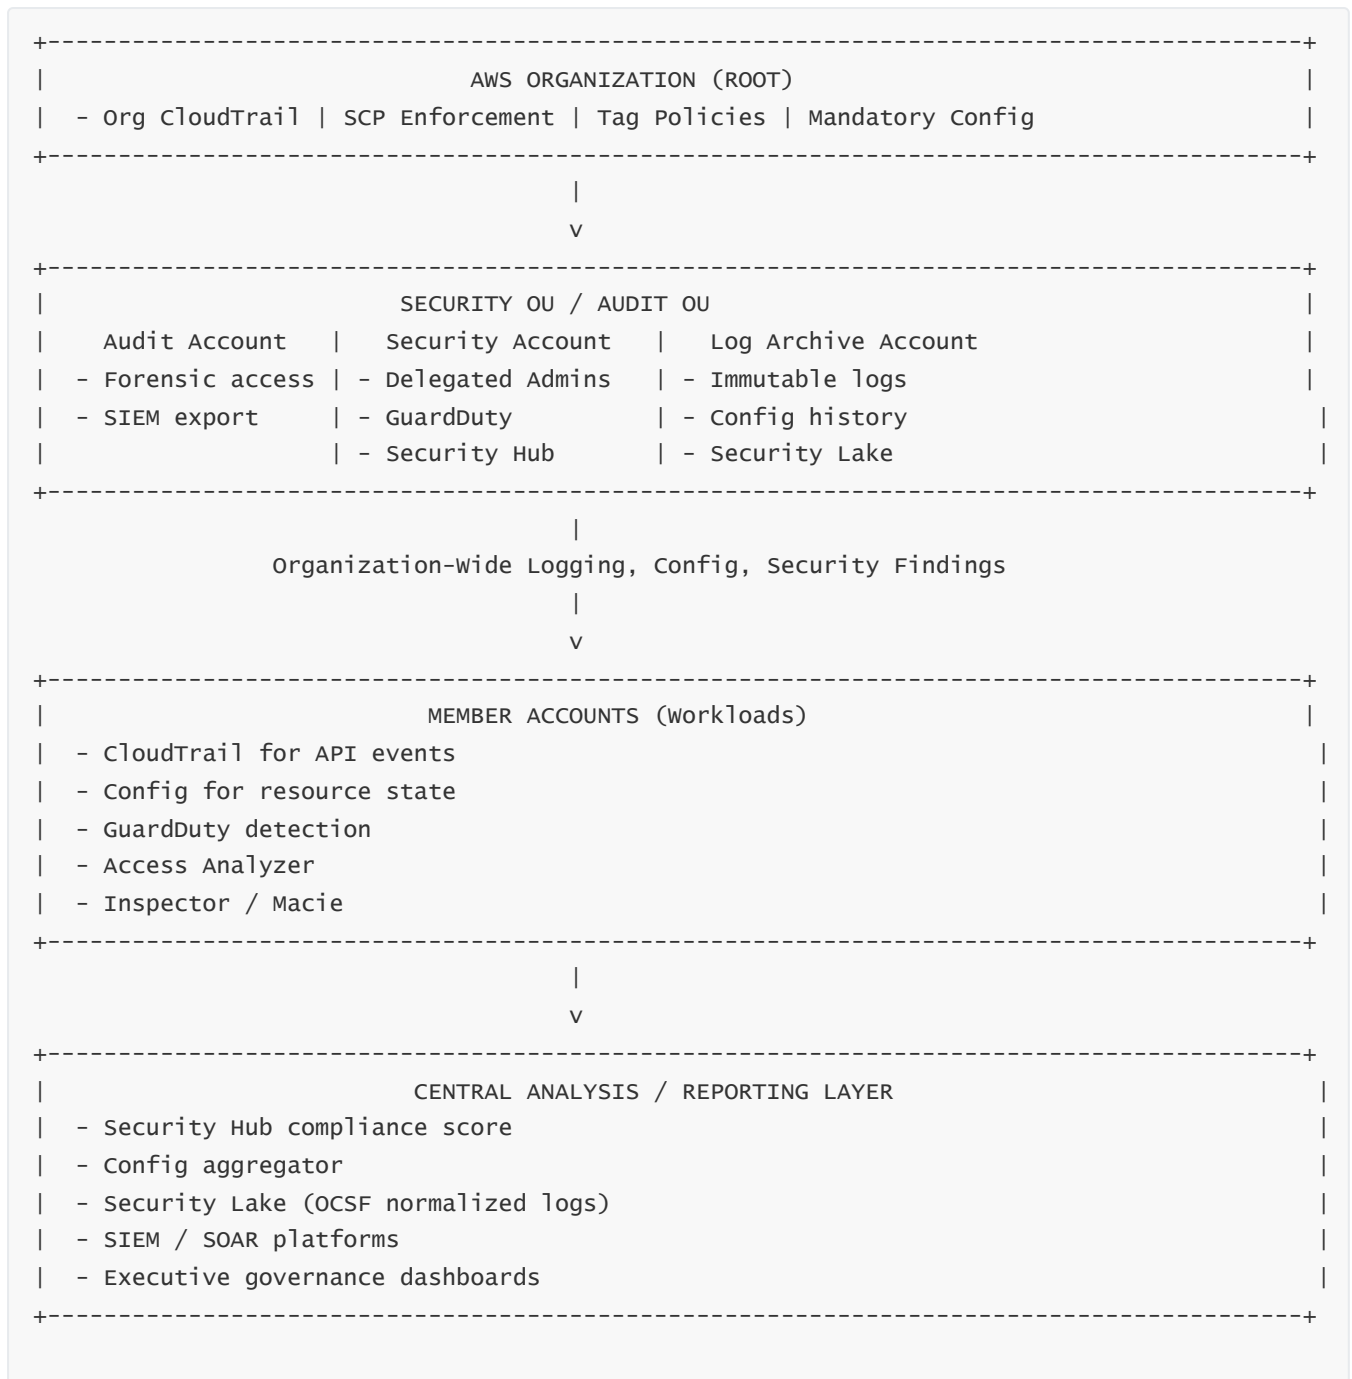 +-----------------------------------------------------------------------------------------+
|                              AWS ORGANIZATION (ROOT)                                    |
|  - Org CloudTrail | SCP Enforcement | Tag Policies | Mandatory Config                   |
+-----------------------------------------------------------------------------------------+
                                      |
                                      v
+-----------------------------------------------------------------------------------------+
|                         SECURITY OU / AUDIT OU                                          |
|    Audit Account   |   Security Account   |   Log Archive Account                       |
|  - Forensic access | - Delegated Admins   | - Immutable logs                            |
|  - SIEM export     | - GuardDuty          | - Config history                             |
|                    | - Security Hub       | - Security Lake                              |
+-----------------------------------------------------------------------------------------+
                                      |
                 Organization-Wide Logging, Config, Security Findings
                                      |
                                      v
+-----------------------------------------------------------------------------------------+
|                           MEMBER ACCOUNTS (Workloads)                                   |
|  - CloudTrail for API events                                                             |
|  - Config for resource state                                                             |
|  - GuardDuty detection                                                                   |
|  - Access Analyzer                                                                       |
|  - Inspector / Macie                                                                     |
+-----------------------------------------------------------------------------------------+
                                      |
                                      v
+-----------------------------------------------------------------------------------------+
|                          CENTRAL ANALYSIS / REPORTING LAYER                              |
|  - Security Hub compliance score                                                         |
|  - Config aggregator                                                                     |
|  - Security Lake (OCSF normalized logs)                                                  |
|  - SIEM / SOAR platforms                                                                 |
|  - Executive governance dashboards                                                       |
+-----------------------------------------------------------------------------------------+